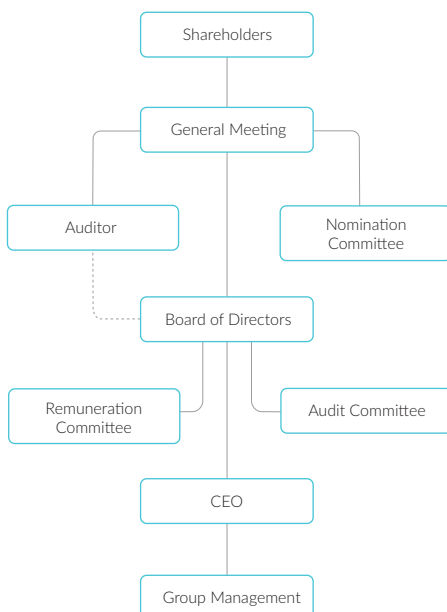 Shareholders
General Meeting
Auditor
Nomination
Committee
Board of Directors
Remuneration
Committee
Audit Committee
CEO
Group Management